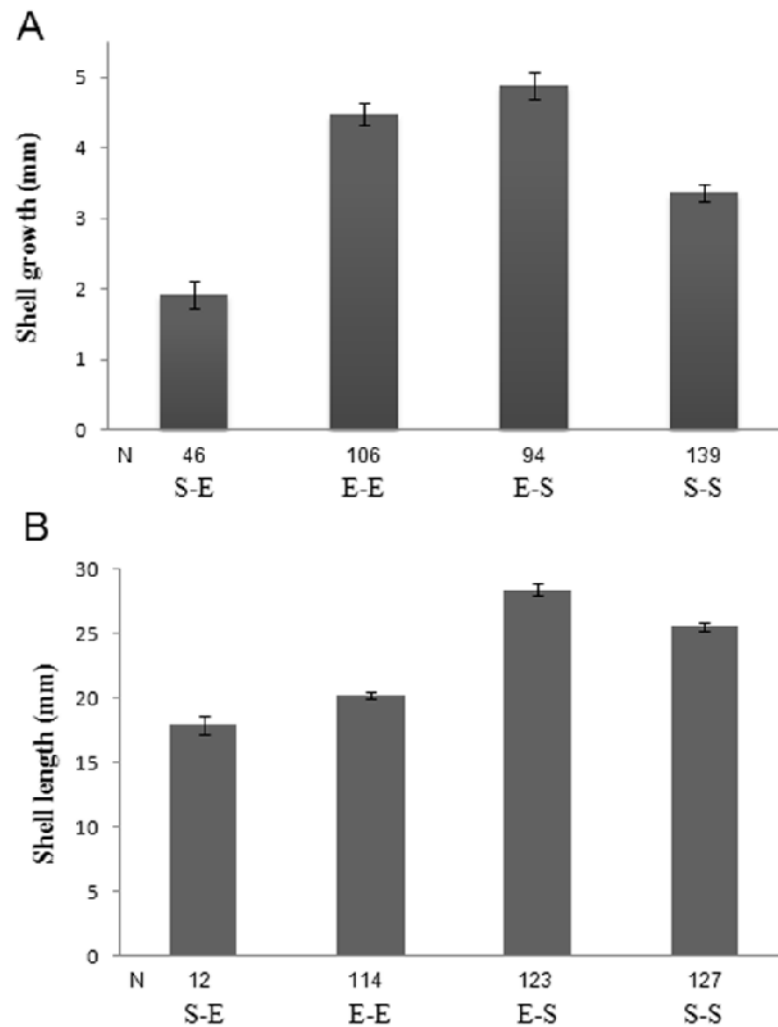 A
Shell growth (mm)
5
4
3
2
1
0
N 46 106 94 139
S-E E-E E-S S-S
B
Shell length (mm)
30
25
20
15
10
5
0
N 12 114 123 127
S-E E-E E-S S-S